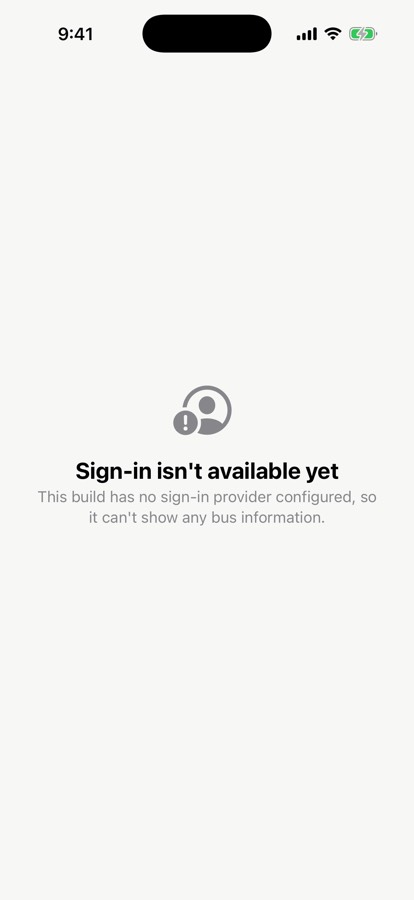 9:41
Sign-in isn't available yet
This build has no sign-in provider configured, so
it can't show any bus information.